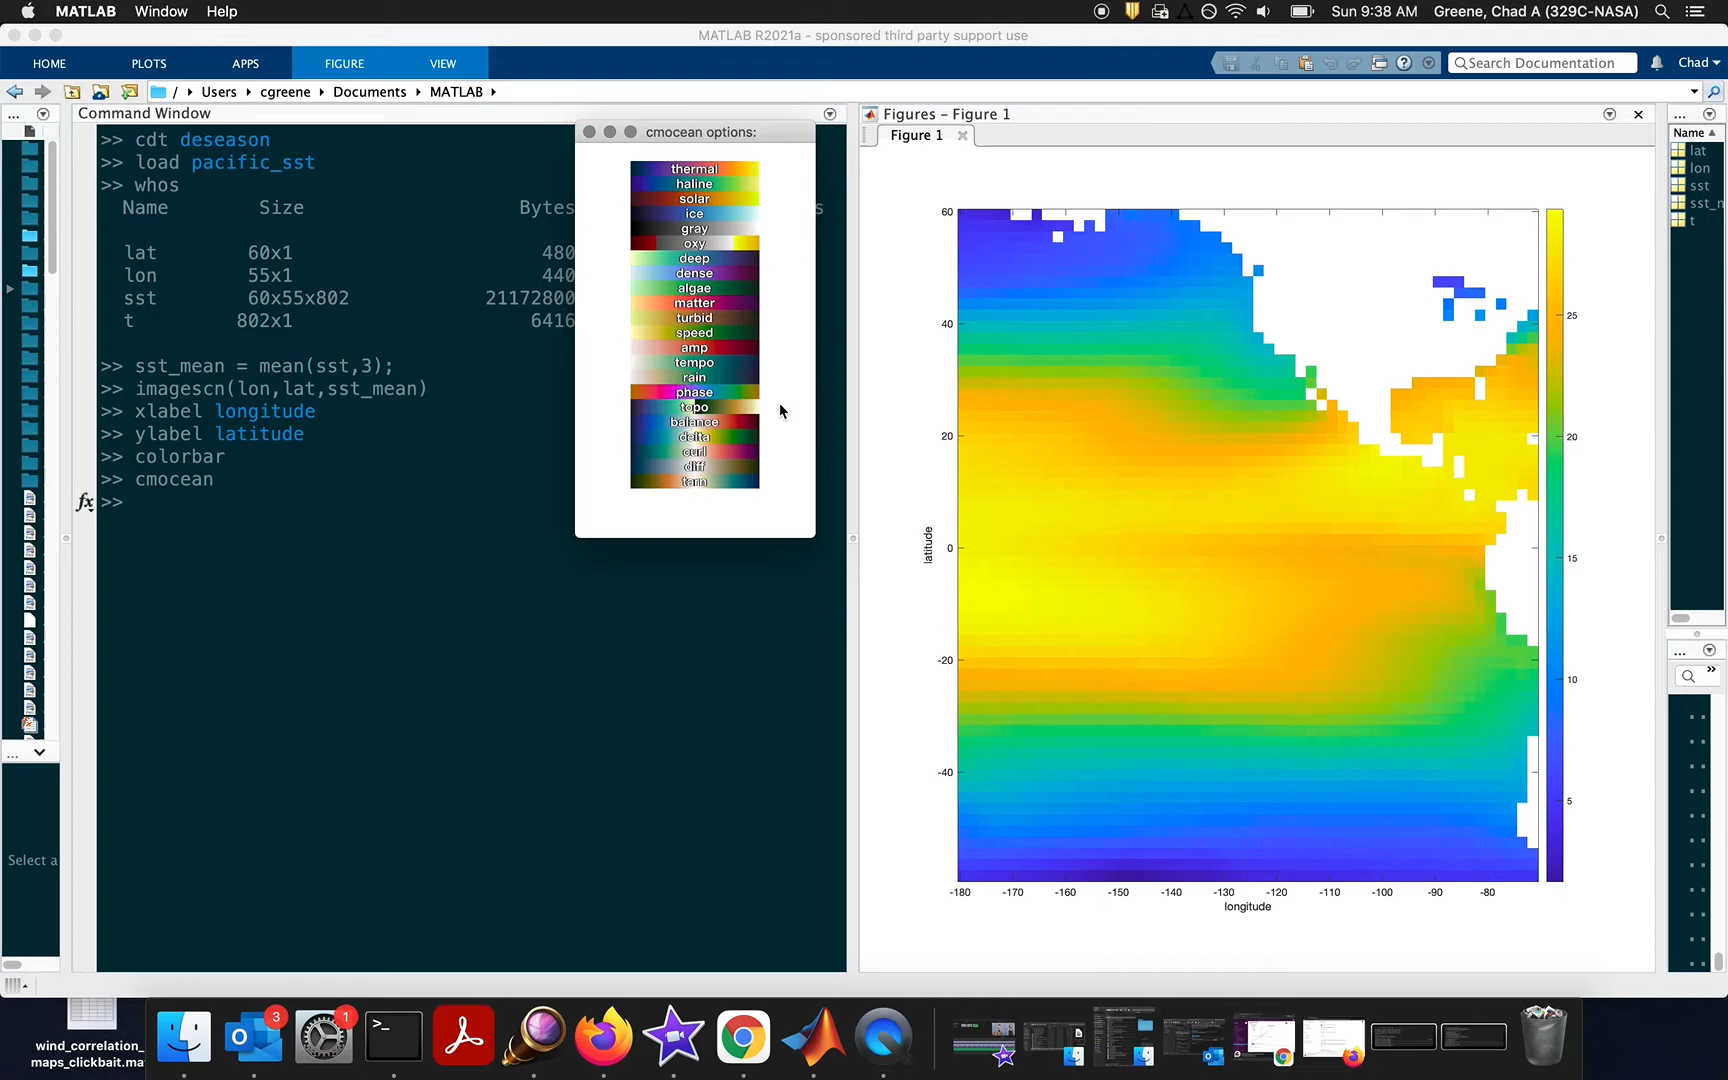 MATLAB Window Help
Sun 9:38 AM Greene, Chad A (329C-NASA)
MATLAB R2021a - sponsored third party support use
HOME PLOTS APPS FIGURE VIEW
Search Documentation
Chad
/ Users cgreene Documents MATLAB
...
Command Window
>> cdt deseason
>> load pacific_sst
>> whos
Name Size Bytes
s
lat 60x1 480
lon 55x1 440
sst 60x55x802 21172800
t 802x1 6416
>> sst_mean = mean(sst,3);
>> imagescn(lon,lat,sst_mean)
>> xlabel longitude
>> ylabel latitude
>> colorbar
>> cmocean
fx >>
cmocean options:
thermal
haline
solar
ice
gray
oxy
deep
dense
algae
matter
turbid
speed
amp
tempo
rain
phase
topo
balance
delta
curl
diff
tarn
Figures - Figure 1
Figure 1
60
40
20
0
-20
-40
latitude
-180 -170 -160 -150 -140 -130 -120 -110 -100 -90 -80
longitude
25
20
15
10
5
...
Name
lat
lon
sst
sst_n
t
...
»
...
Select a
3
1
>_
wind_correlation_
maps_clickbait.ma